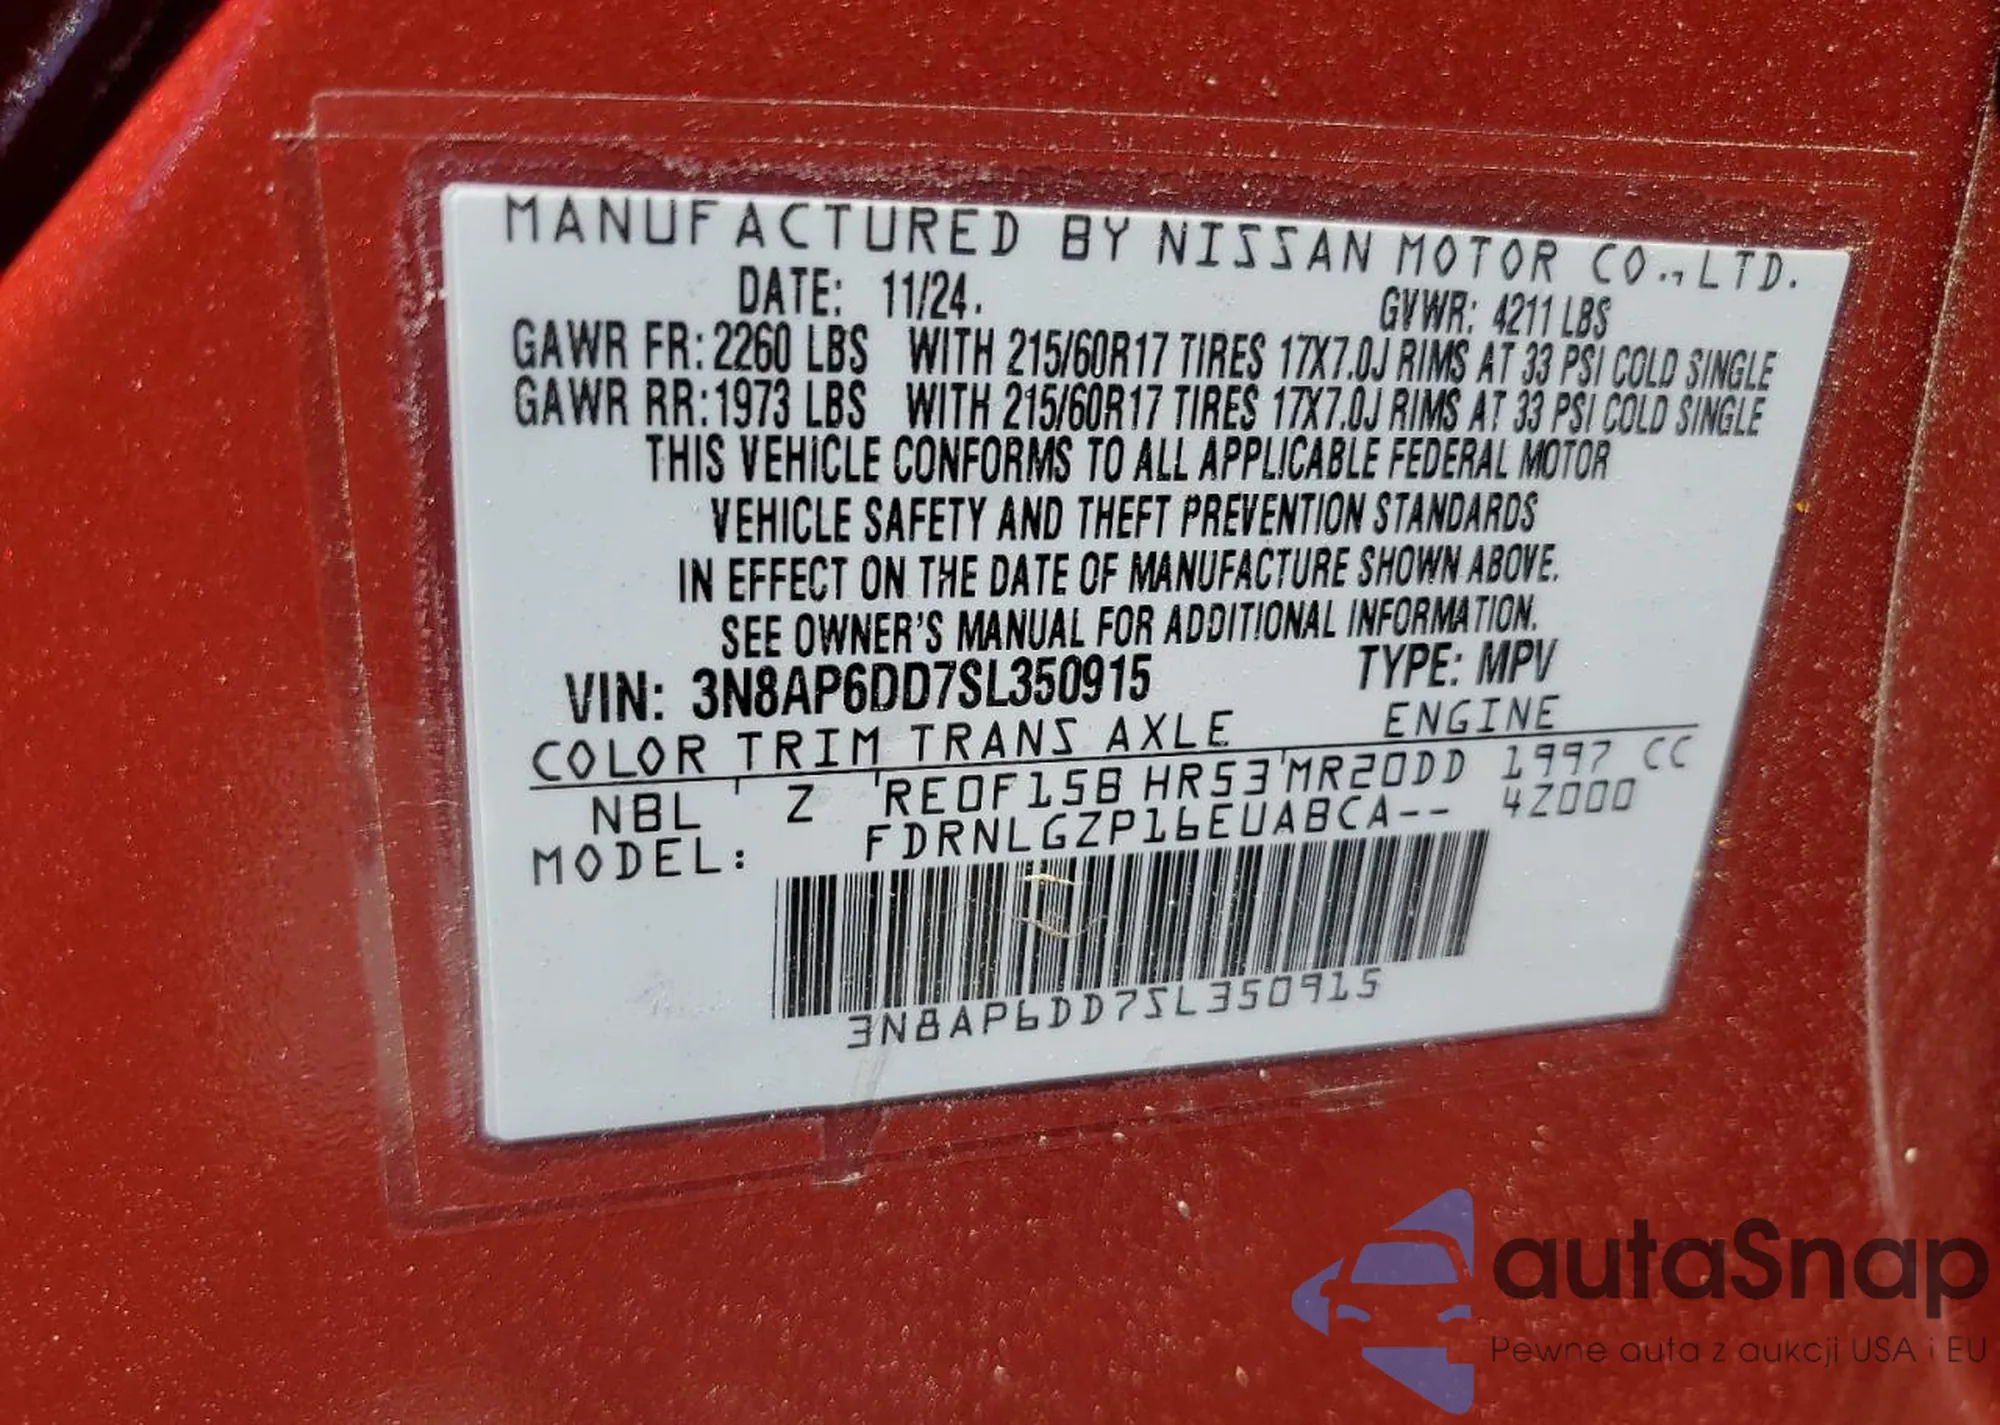 MANUFACTURED BY NISSAN MOTOR CO.,LTD.
DATE: 11/24. GVWR: 4211 LBS
GAWR FR: 2260 LBS WITH 215/60R17 TIRES 17X7.0J RIMS AT 33 PSI COLD SINGLE
GAWR RR: 1973 LBS WITH 215/60R17 TIRES 17X7.0J RIMS AT 33 PSI COLD SINGLE
THIS VEHICLE CONFORMS TO ALL APPLICABLE FEDERAL MOTOR
VEHICLE SAFETY AND THEFT PREVENTION STANDARDS
IN EFFECT ON THE DATE OF MANUFACTURE SHOWN ABOVE.
SEE OWNER'S MANUAL FOR ADDITIONAL INFORMATION.
VIN: 3N8AP6DD7SL350915 TYPE: MPV
COLOR TRIM TRANS AXLE ENGINE
NBL ' Z 'RE0F15B HR53'MR20DD 1997 CC
MODEL: FDRNLGZP16EUABCA-- 4Z000
3N8AP6DD7SL350915
autaSnap
Pewne auta z aukcji USA i EU